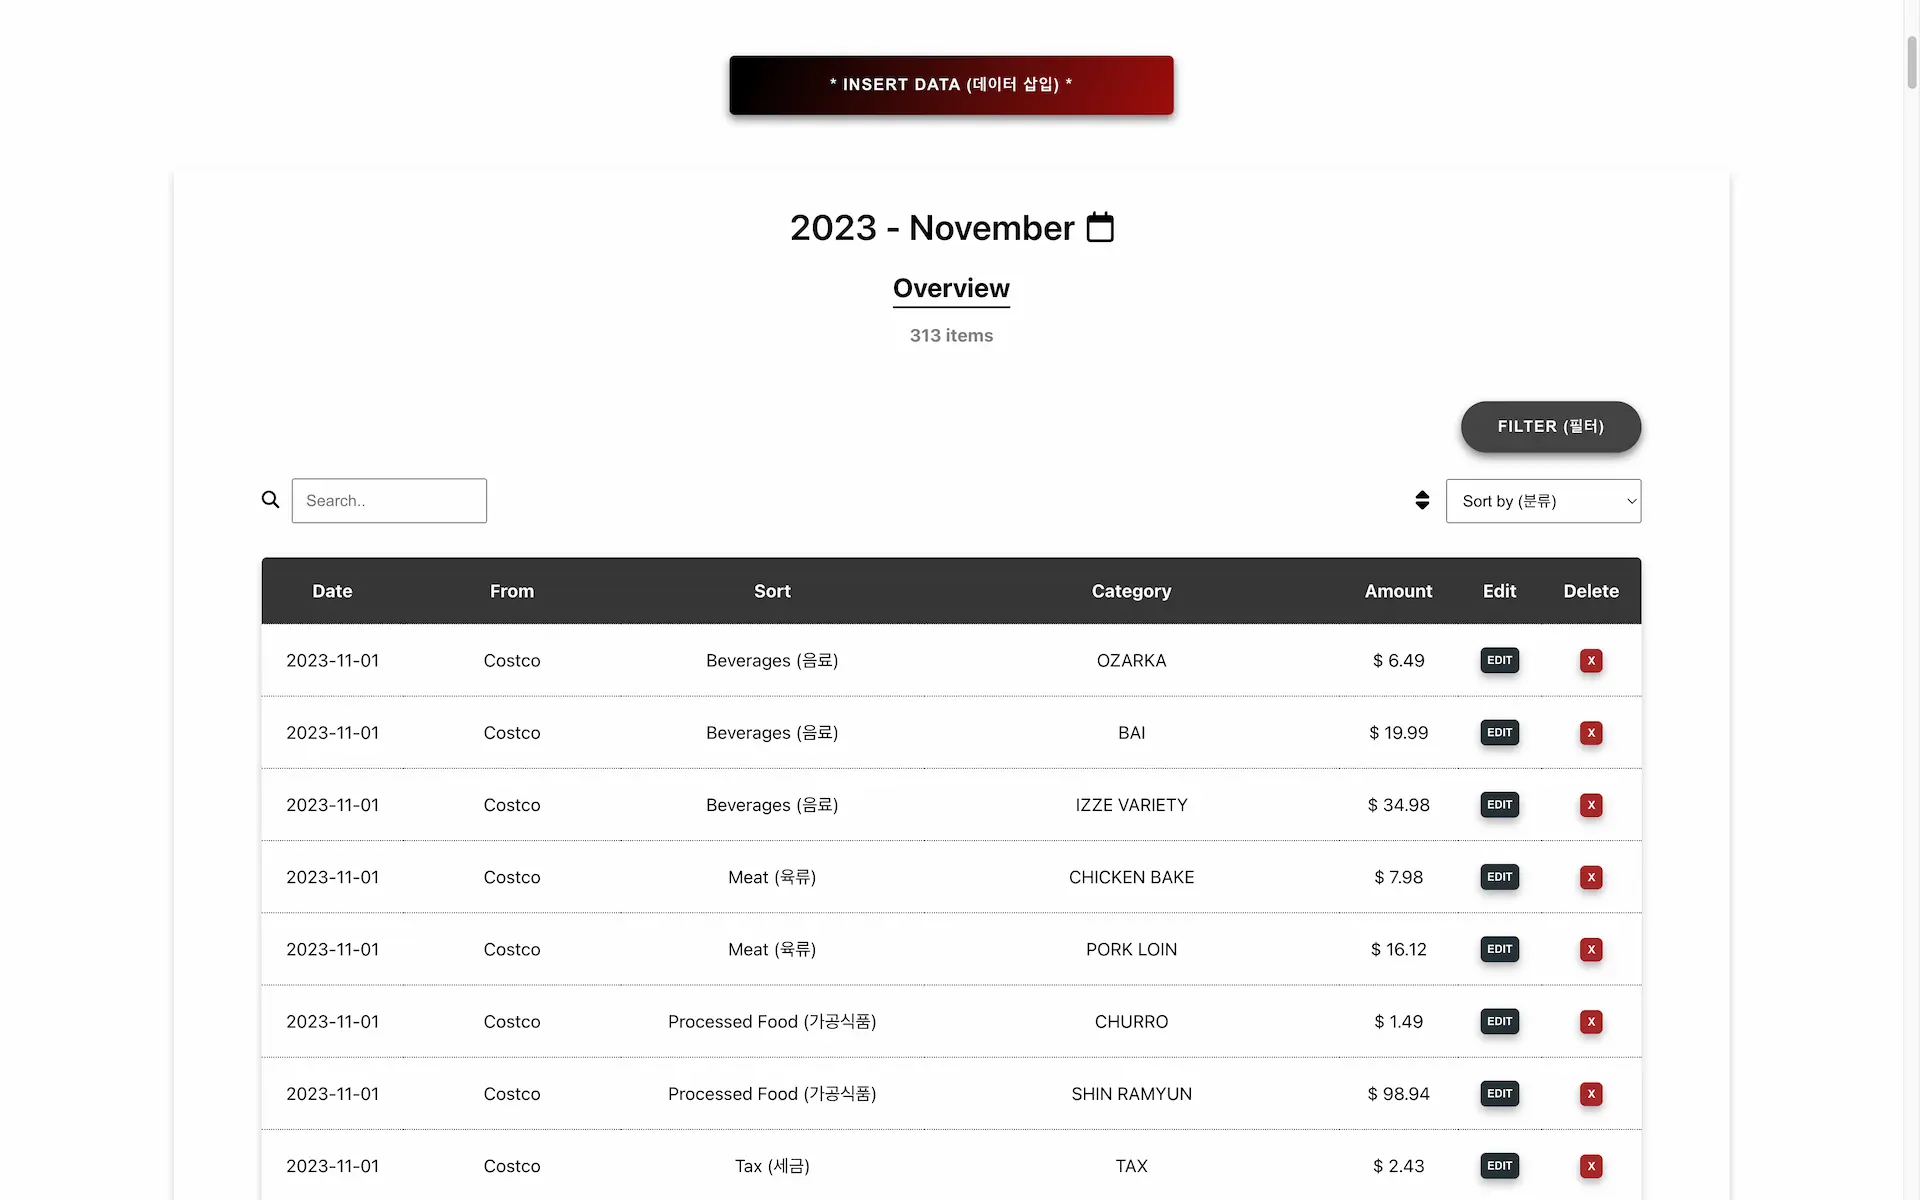 * INSERT DATA (데이터 삽입) *
2023 - November
Overview
313 items
FILTER (필터)
Search..
Sort by (분류)
Date From Sort Category Amount Edit Delete
2023-11-01 Costco Beverages (음료) OZARKA $ 6.49 EDIT X
2023-11-01 Costco Beverages (음료) BAI $ 19.99 EDIT X
2023-11-01 Costco Beverages (음료) IZZE VARIETY $ 34.98 EDIT X
2023-11-01 Costco Meat (육류) CHICKEN BAKE $ 7.98 EDIT X
2023-11-01 Costco Meat (육류) PORK LOIN $ 16.12 EDIT X
2023-11-01 Costco Processed Food (가공식품) CHURRO $ 1.49 EDIT X
2023-11-01 Costco Processed Food (가공식품) SHIN RAMYUN $ 98.94 EDIT X
2023-11-01 Costco Tax (세금) TAX $ 2.43 EDIT X